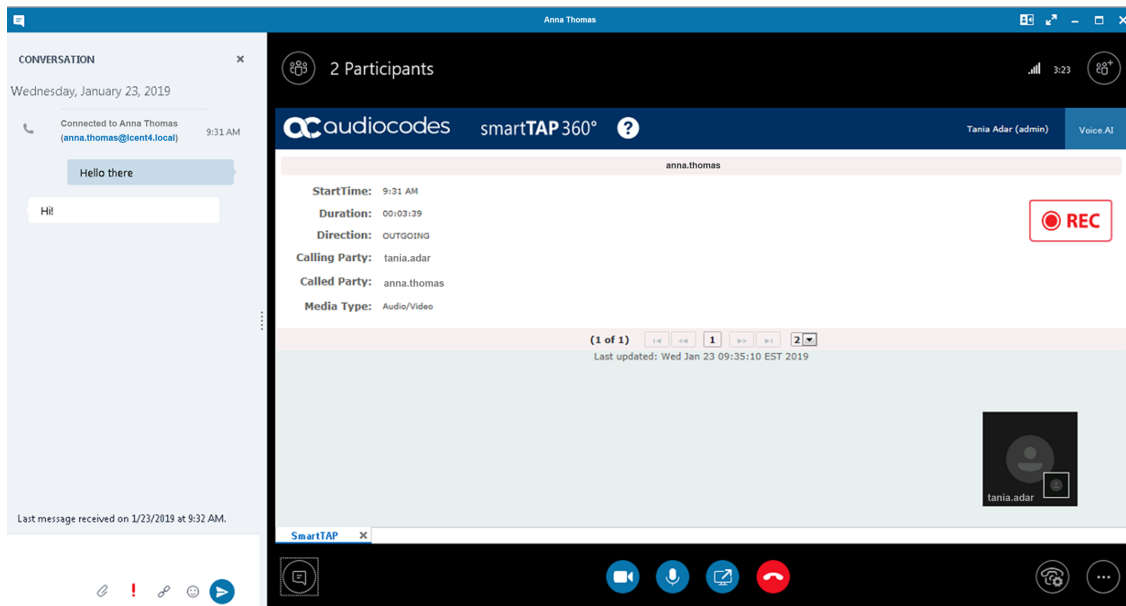 Anna Thomas
CONVERSATION
Wednesday, January 23, 2019
Connected to Anna Thomas
(anna.thomas@lcent4.local)
9:31 AM
Hello there
Hi!
Last message received on 1/23/2019 at 9:32 AM.
2 Participants
3:23
audiocodes smartTAP 360° ?
Tania Adar (admin)
Voice.AI
anna.thomas
StartTime: 9:31 AM
Duration: 00:03:39
Direction: OUTGOING
Calling Party: tania.adar
Called Party: anna.thomas
Media Type: Audio/Video
REC
(1 of 1) 1 2
Last updated: Wed Jan 23 09:35:10 EST 2019
tania.adar
SmartTAP